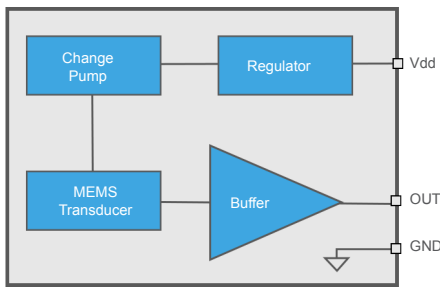 Change
Pump
Regulator
Vdd
MEMS
Transducer
Buffer
OUT
GND